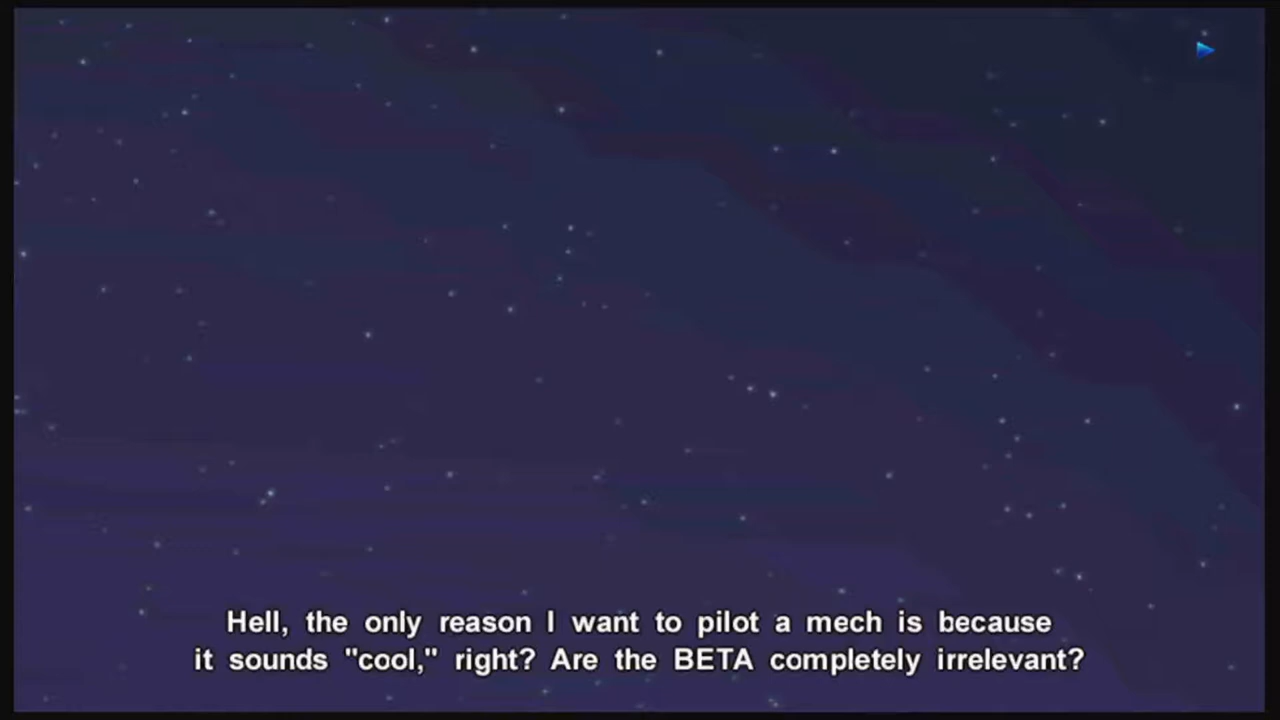 Hell, the only reason I want to pilot a mech is because
it sounds "cool," right? Are the BETA completely irrelevant?